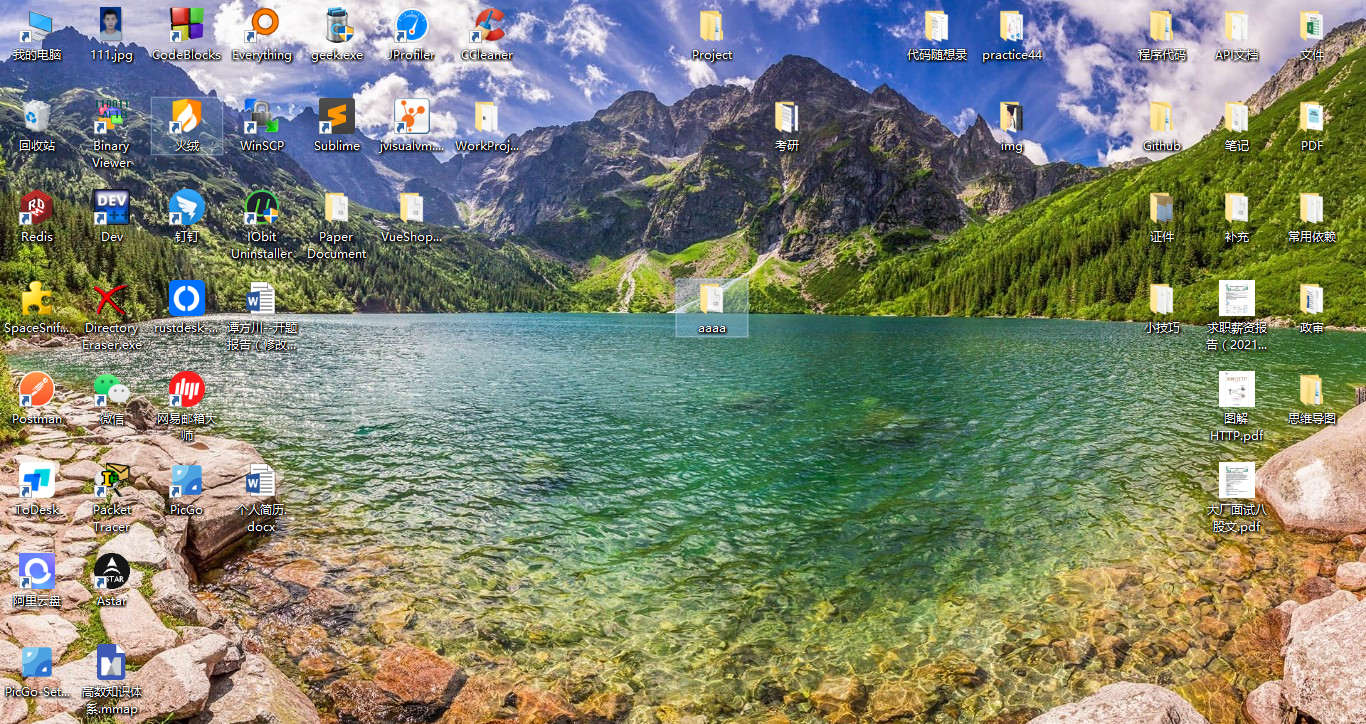 我的电脑
111.jpg
CodeBlocks
Everything
geek.exe
JProfiler
CCleaner
Project
代码随想录
practice44
程序代码
API文档
文件
回收站
Binary
Viewer
火绒
WinSCP
Sublime
jvisualvm....
WorkProj...
考研
img
Github
笔记
PDF
Redis
DEV
Dev
钉钉
IObit
Uninstaller
Paper
Document
VueShop...
证件
补充
常用依赖
SpaceSnif...
Directory
Eraser.exe
rustdesk-...
谭方川--开题
报告（修改...
aaaa
小技巧
求职薪资报
告（2021...
政审
Postman
微信
网易邮箱大
师
图解
HTTP.pdf
思维导图
ToDesk
Packet
Tracer
PicGo
个人简历.
docx
大厂面试八
股文.pdf
阿里云盘
ASTAR
Astar
PicGo-Set...
高数知识体
系.mmap